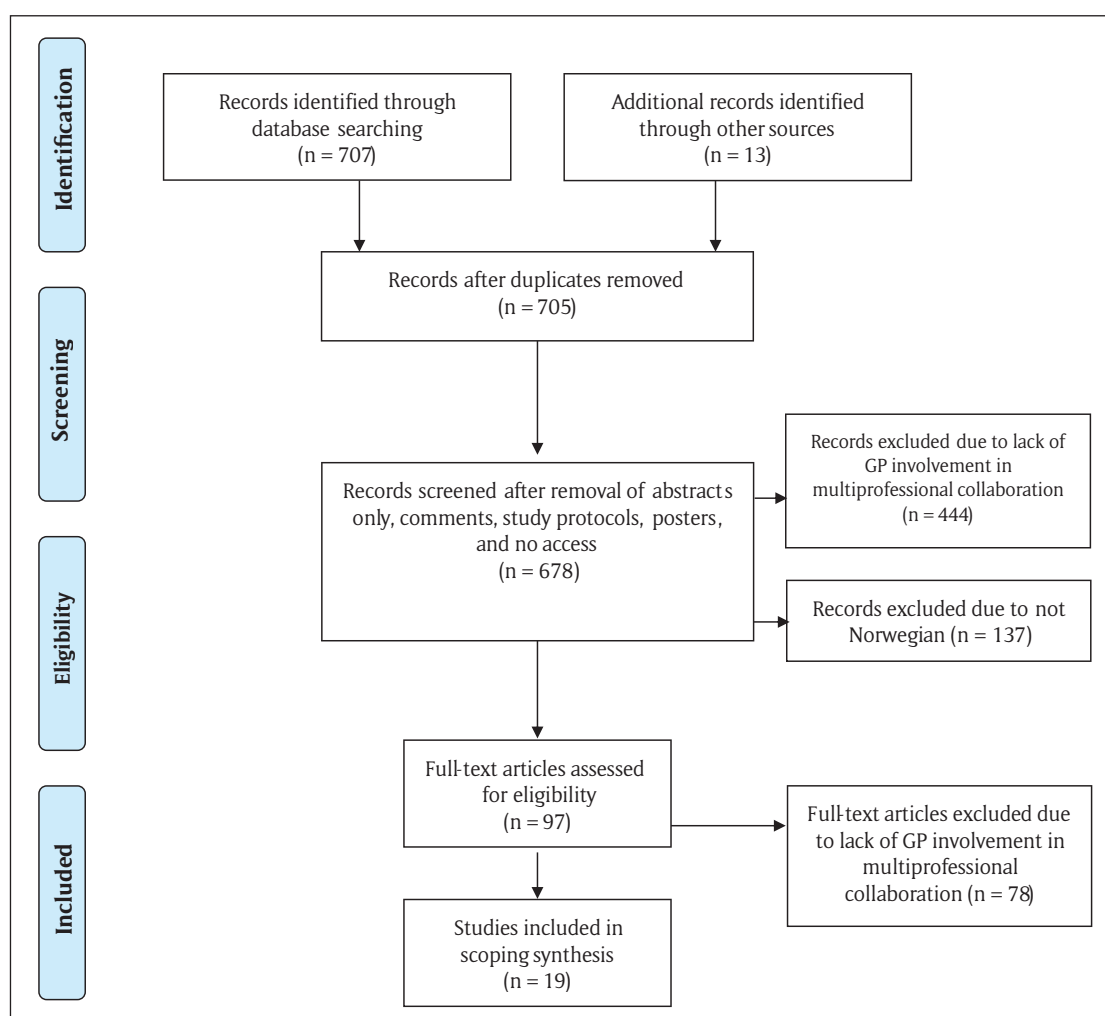 Identification
Records identified through
database searching
(n = 707)
Additional records identified
through other sources
(n = 13)
Records after duplicates removed
(n = 705)
Screening
Records screened after removal of abstracts
only, comments, study protocols, posters,
and no access
(n = 678)
Records excluded due to lack of
GP involvement in
multiprofessional collaboration
(n = 444)
Records excluded due to not
Norwegian (n = 137)
Eligibility
Full-text articles assessed
for eligibility
(n = 97)
Full-text articles excluded due
to lack of GP involvement in
multiprofessional
collaboration (n = 78)
Included
Studies included in
scoping synthesis
(n = 19)